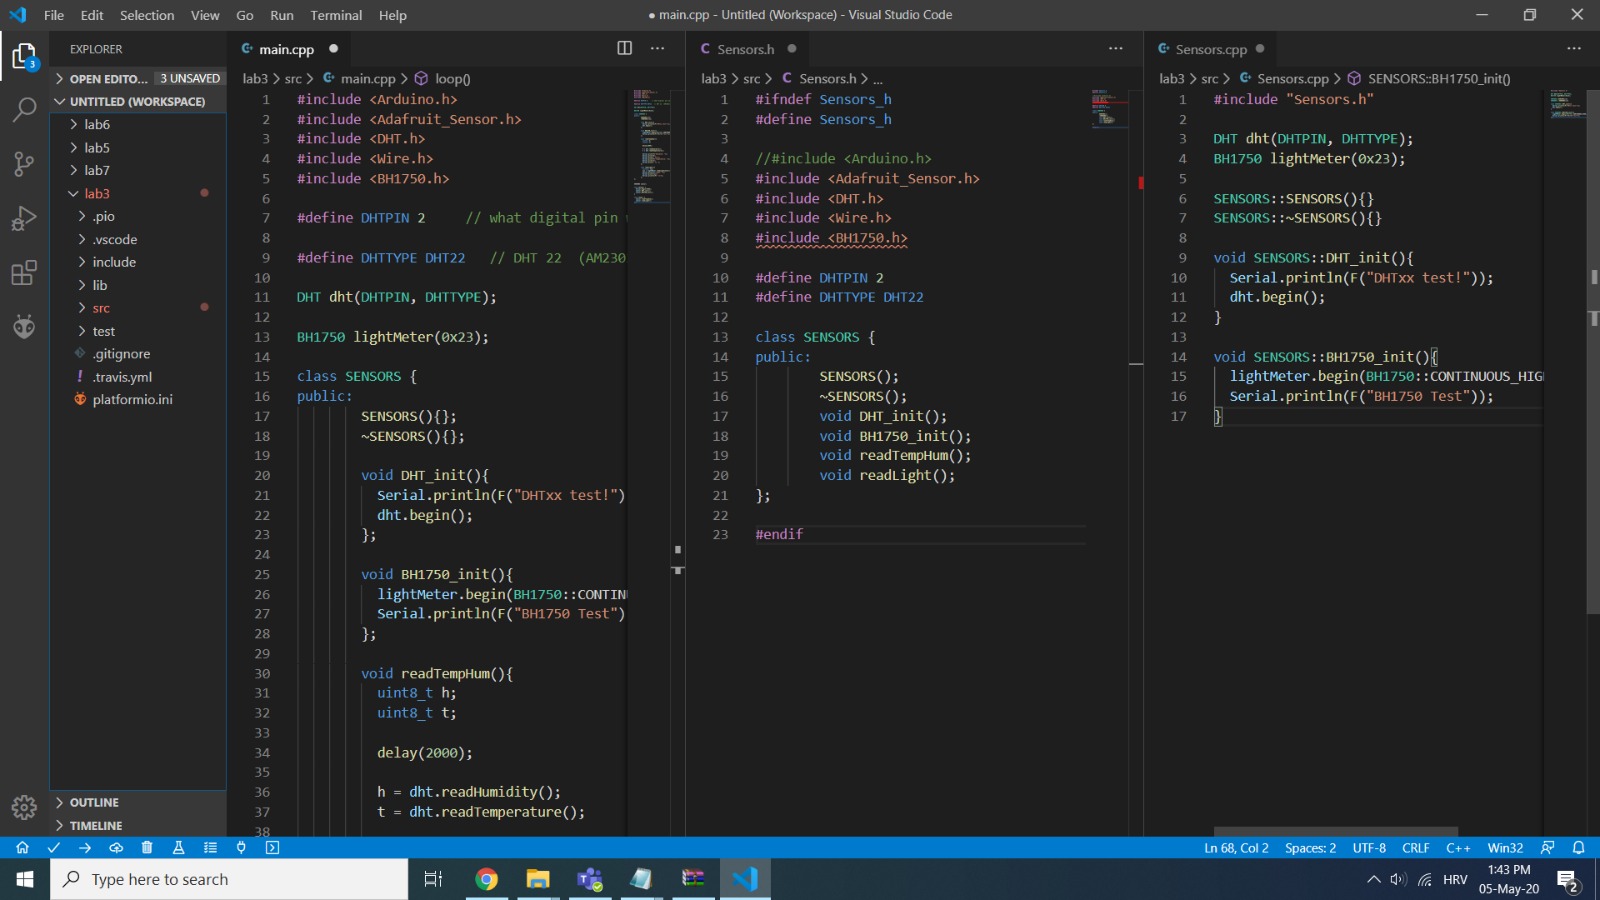 File Edit Selection View Go Run Terminal Help
● main.cpp - Untitled (Workspace) - Visual Studio Code
EXPLORER
OPEN EDITO... 3 UNSAVED
UNTITLED (WORKSPACE)
lab6
lab5
lab7
lab3
.pio
.vscode
include
lib
src
test
.gitignore
.travis.yml
platformio.ini
OUTLINE
TIMELINE
3
main.cpp
lab3 > src > main.cpp > loop()
1 #include <Arduino.h>
2 #include <Adafruit_Sensor.h>
3 #include <DHT.h>
4 #include <Wire.h>
5 #include <BH1750.h>
6
7 #define DHTPIN 2 // what digital pin
8
9 #define DHTTYPE DHT22 // DHT 22 (AM230
10
11 DHT dht(DHTPIN, DHTTYPE);
12
13 BH1750 lightMeter(0x23);
14
15 class SENSORS {
16 public:
17 SENSORS(){};
18 ~SENSORS(){};
19
20 void DHT_init(){
21 Serial.println(F("DHTxx test!")
22 dht.begin();
23 };
24
25 void BH1750_init(){
26 lightMeter.begin(BH1750::CONTIN
27 Serial.println(F("BH1750 Test")
28 };
29
30 void readTempHum(){
31 uint8_t h;
32 uint8_t t;
33
34 delay(2000);
35
36 h = dht.readHumidity();
37 t = dht.readTemperature();
38
Sensors.h
lab3 > src > Sensors.h > ...
1 #ifndef Sensors_h
2 #define Sensors_h
3
4 //#include <Arduino.h>
5 #include <Adafruit_Sensor.h>
6 #include <DHT.h>
7 #include <Wire.h>
8 #include <BH1750.h>
9
10 #define DHTPIN 2
11 #define DHTTYPE DHT22
12
13 class SENSORS {
14 public:
15 SENSORS();
16 ~SENSORS();
17 void DHT_init();
18 void BH1750_init();
19 void readTempHum();
20 void readLight();
21 };
22
23 #endif
Sensors.cpp
lab3 > src > Sensors.cpp > SENSORS::BH1750_init()
1 #include "Sensors.h"
2
3 DHT dht(DHTPIN, DHTTYPE);
4 BH1750 lightMeter(0x23);
5
6 SENSORS::SENSORS(){}
7 SENSORS::~SENSORS(){}
8
9 void SENSORS::DHT_init(){
10 Serial.println(F("DHTxx test!"));
11 dht.begin();
12 }
13
14 void SENSORS::BH1750_init(){
15 lightMeter.begin(BH1750::CONTINUOUS_HIG
16 Serial.println(F("BH1750 Test"));
17 }
Ln 68, Col 2 Spaces: 2 UTF-8 CRLF C++ Win32
Type here to search
HRV
1:43 PM
05-May-20
2